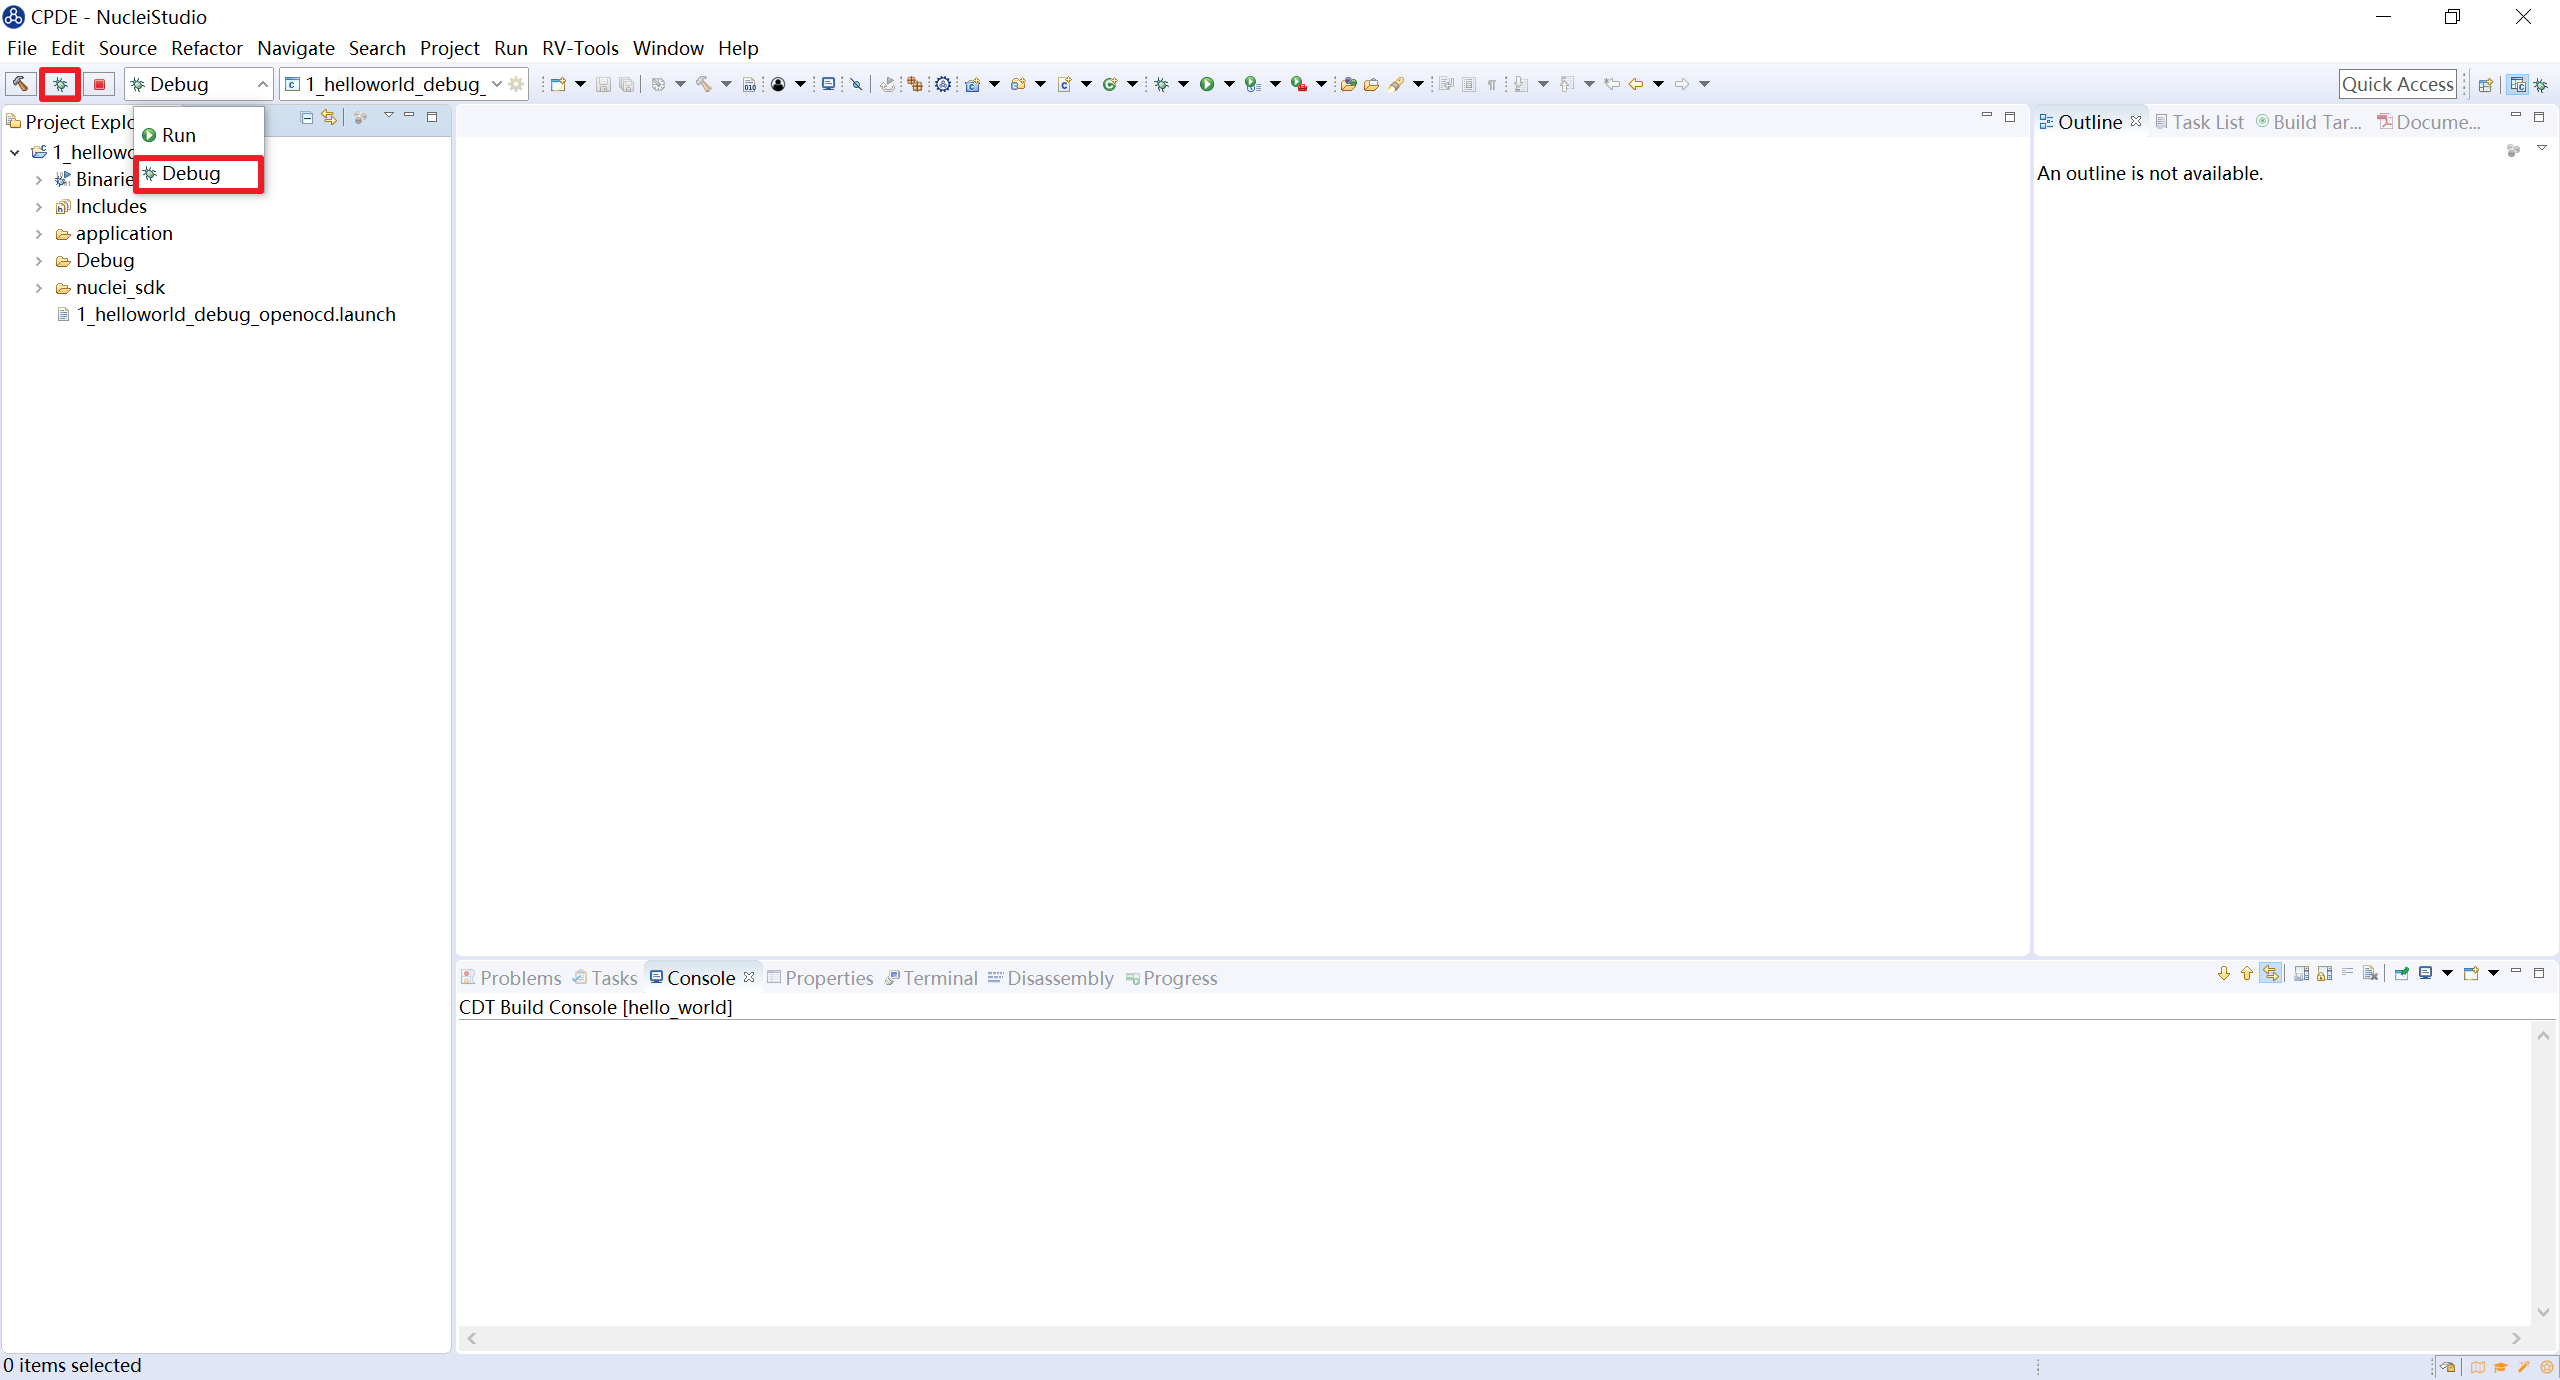 CPDE - NucleiStudio
File Edit Source Refactor Navigate Search Project Run RV-Tools Window Help
Debug
1_helloworld_debug_
Quick Access
Project Explo
Run
Debug
1_hellowo
Binarie
Includes
application
Debug
nuclei_sdk
1_helloworld_debug_openocd.launch
Outline Task List Build Tar... Docume...
An outline is not available.
Problems Tasks Console Properties Terminal Disassembly Progress
CDT Build Console [hello_world]
0 items selected